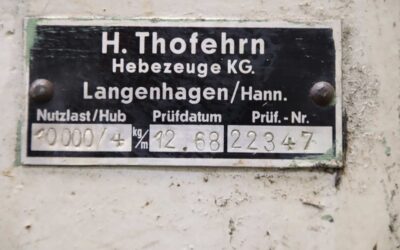 H. Thofehrn
Hebezeuge KG.
Langenhagen/Hann.
Nutzlast/Hub Prüfdatum Prüf.-Nr.
10000/4 kg/m 12.68 22347